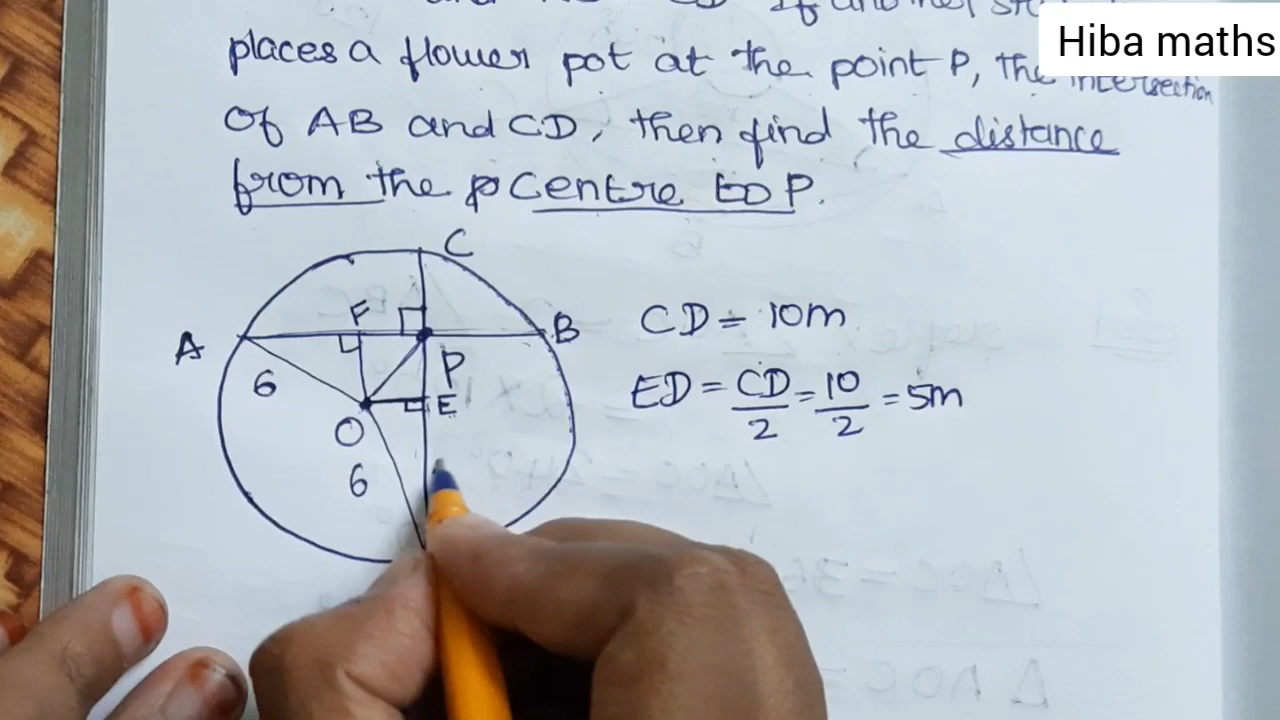 Hiba maths
places a flower pot at the point P, the intersection
of AB and CD, then find the distance
from the p centre to P.
C
F
A
B
P
6
E
O
6
CD = 10m
ED = CD/2 = 10/2 = 5m